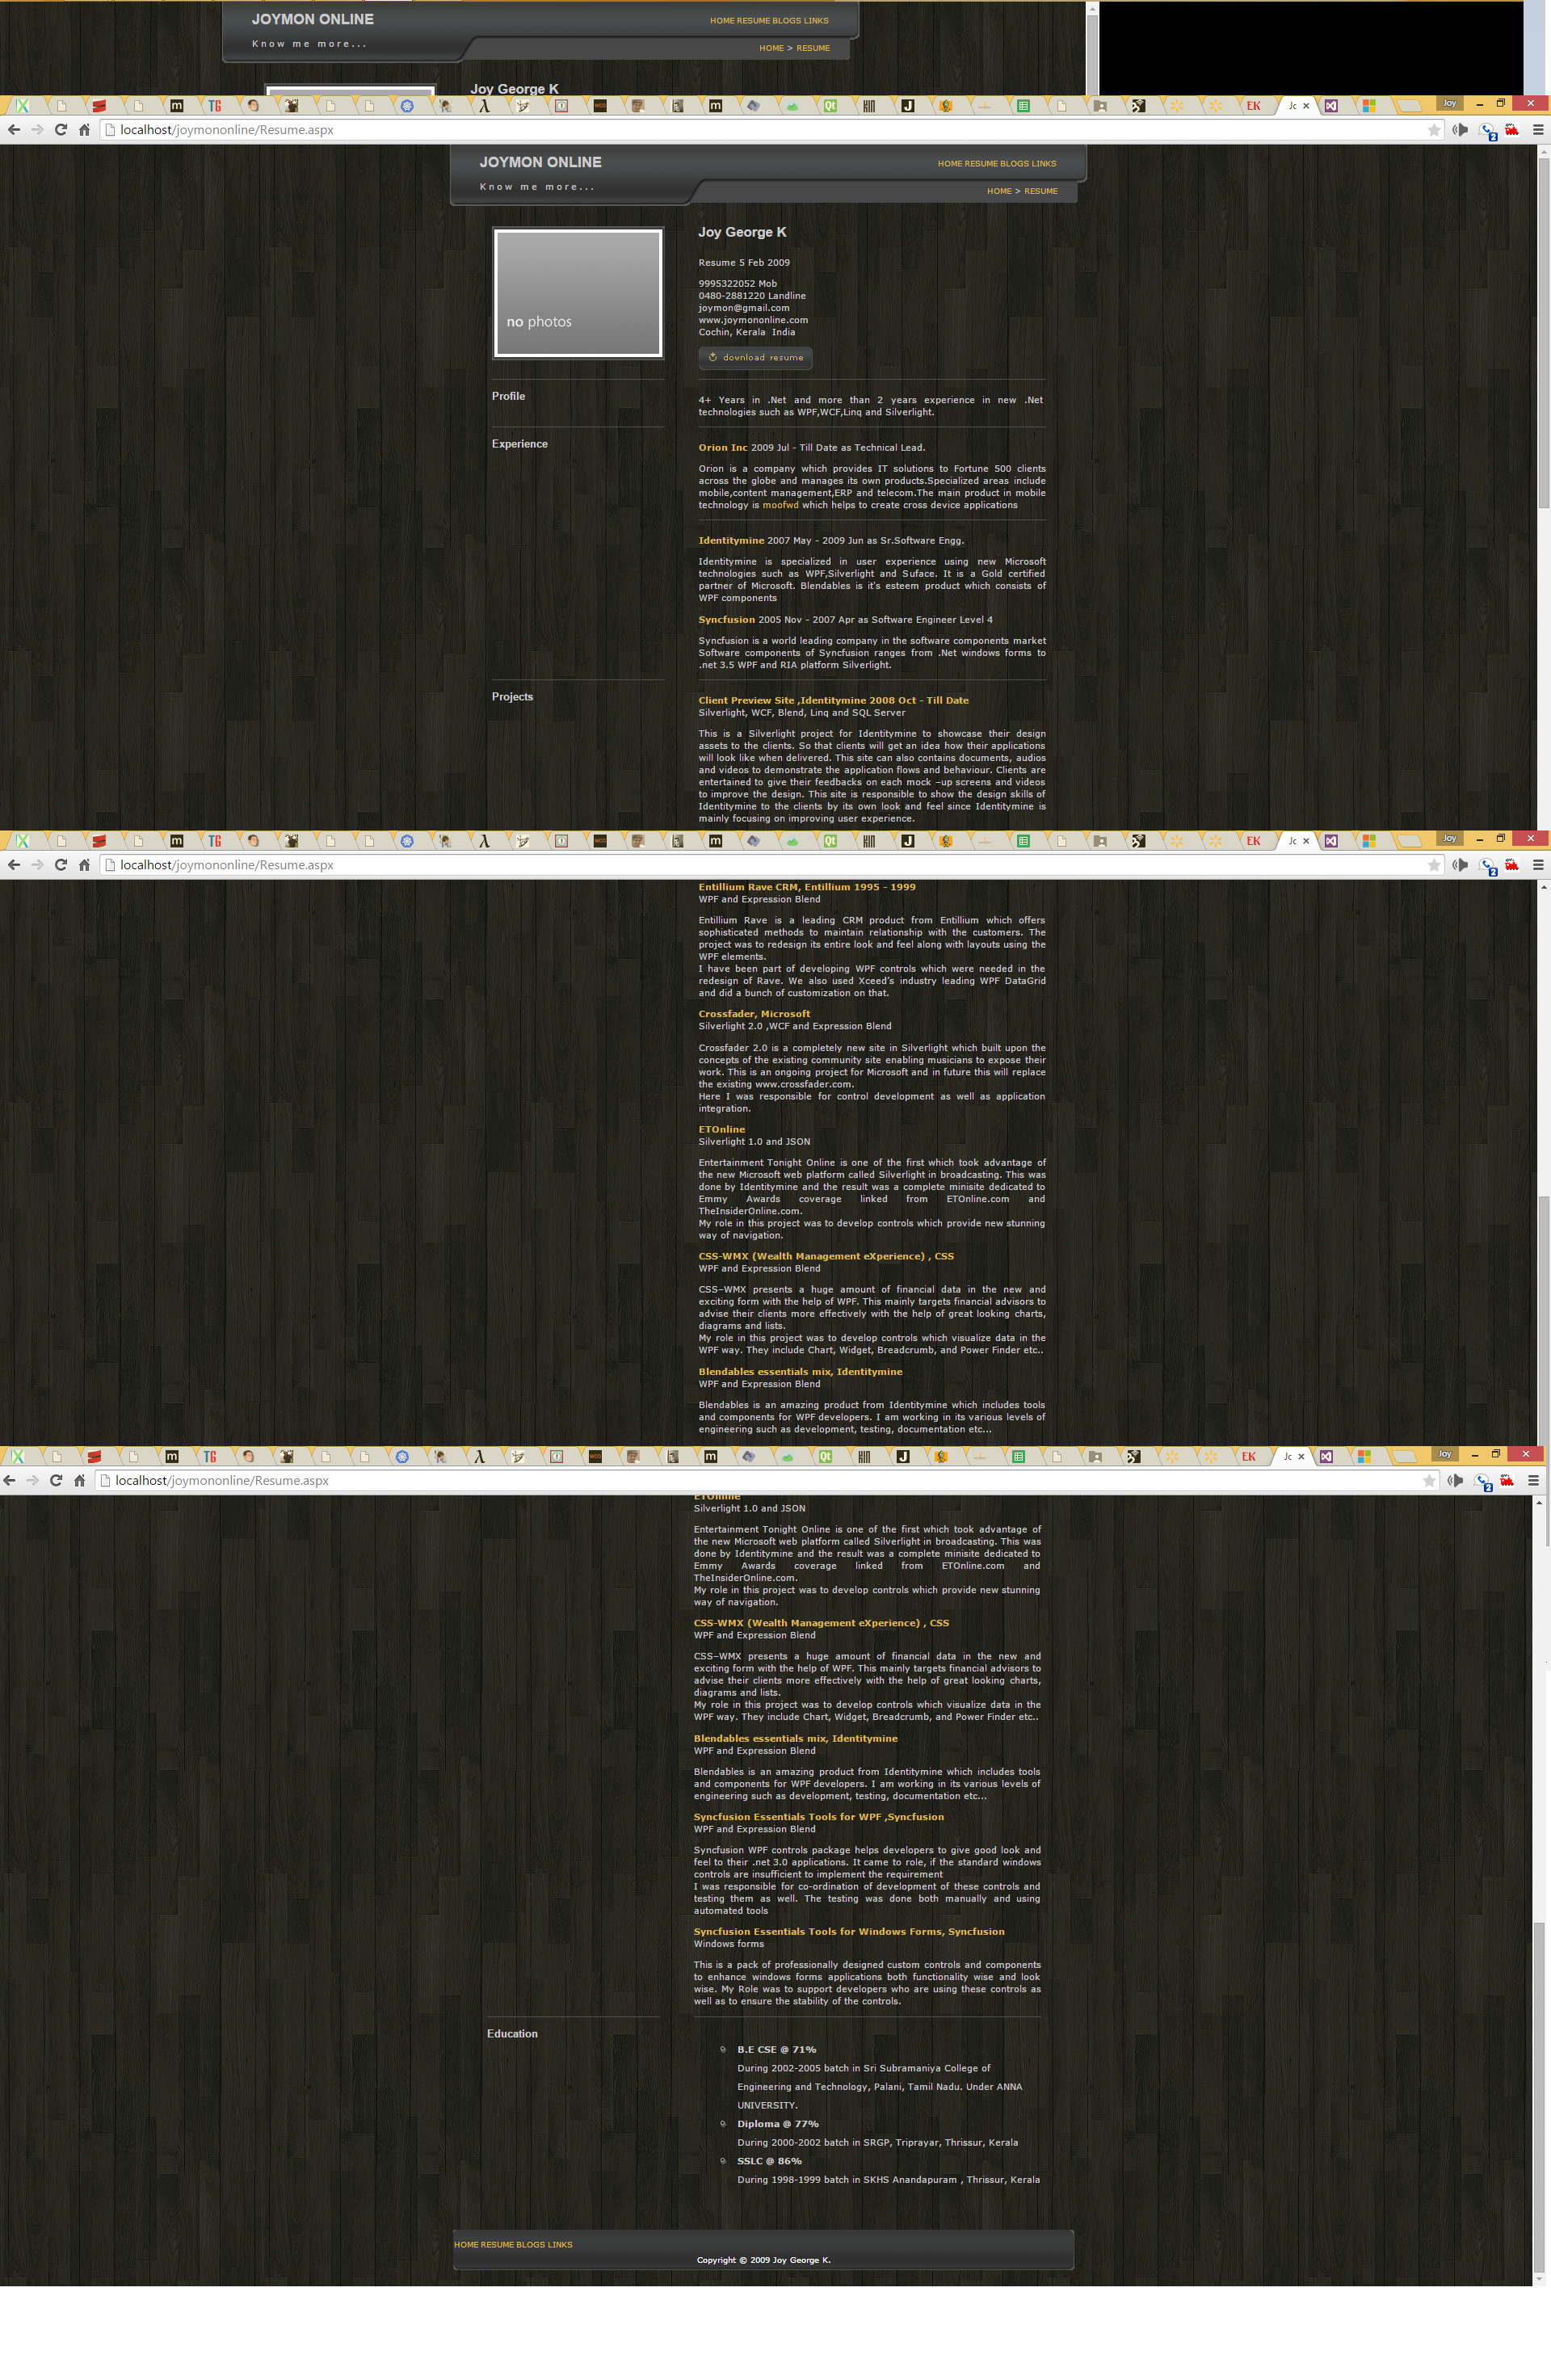 JOYMON ONLINE
HOME RESUME BLOGS LINKS
Know me more...
HOME > RESUME
Joy George K
Joy
localhost/joymononline/Resume.aspx
JOYMON ONLINE
HOME RESUME BLOGS LINKS
Know me more...
HOME > RESUME
Joy George K
Resume 5 Feb 2009
9995322052 Mob
0480-2881220 Landline
joymon@gmail.com
www.joymononline.com
Cochin, Kerala  India
no photos
download resume
Profile
4+ Years in .Net and more than 2 years experience in new .Net
technologies such as WPF,WCF,Linq and Silverlight.
Experience
Orion Inc 2009 Jul - Till Date as Technical Lead.
Orion is a company which provides IT solutions to Fortune 500 clients
across the globe and manages its own products.Specialized areas include
mobile,content management,ERP and telecom.The main product in mobile
technology is moofwd which helps to create cross device applications
Identitymine 2007 May - 2009 Jun as Sr.Software Engg.
Identitymine is specialized in user experience using new Microsoft
technologies such as WPF,Silverlight and Suface. It is a Gold certified
partner of Microsoft. Blendables is it's esteem product which consists of
WPF components
Syncfusion 2005 Nov - 2007 Apr as Software Engineer Level 4
Syncfusion is a world leading company in the software components market
Software components of Syncfusion ranges from .Net windows forms to
.net 3.5 WPF and RIA platform Silverlight.
Projects
Client Preview Site ,Identitymine 2008 Oct - Till Date
Silverlight, WCF, Blend, Linq and SQL Server
This is a Silverlight project for Identitymine to showcase their design
assets to the clients. So that clients will get an idea how their applications
will look like when delivered. This site can also contains documents, audios
and videos to demonstrate the application flows and behaviour. Clients are
entertained to give their feedbacks on each mock –up screens and videos
to improve the design. This site is responsible to show the design skills of
Identitymine to the clients by its own look and feel since Identitymine is
mainly focusing on improving user experience.
Joy
localhost/joymononline/Resume.aspx
Entillium Rave CRM, Entillium 1995 - 1999
WPF and Expression Blend
Entillium Rave is a leading CRM product from Entillium which offers
sophisticated methods to maintain relationship with the customers. The
project was to redesign its entire look and feel along with layouts using the
WPF elements.
I have been part of developing WPF controls which were needed in the
redesign of Rave. We also used Xceed's industry leading WPF DataGrid
and did a bunch of customization on that.
Crossfader, Microsoft
Silverlight 2.0 ,WCF and Expression Blend
Crossfader 2.0 is a completely new site in Silverlight which built upon the
concepts of the existing community site enabling musicians to expose their
work. This is an ongoing project for Microsoft and in future this will replace
the existing www.crossfader.com.
Here I was responsible for control development as well as application
integration.
ETOnline
Silverlight 1.0 and JSON
Entertainment Tonight Online is one of the first which took advantage of
the new Microsoft web platform called Silverlight in broadcasting. This was
done by Identitymine and the result was a complete minisite dedicated to
Emmy Awards coverage linked from ETOnline.com and
TheInsiderOnline.com.
My role in this project was to develop controls which provide new stunning
way of navigation.
CSS-WMX (Wealth Management eXperience) , CSS
WPF and Expression Blend
CSS–WMX presents a huge amount of financial data in the new and
exciting form with the help of WPF. This mainly targets financial advisors to
advise their clients more effectively with the help of great looking charts,
diagrams and lists.
My role in this project was to develop controls which visualize data in the
WPF way. They include Chart, Widget, Breadcrumb, and Power Finder etc..
Blendables essentials mix, Identitymine
WPF and Expression Blend
Blendables is an amazing product from Identitymine which includes tools
and components for WPF developers. I am working in its various levels of
engineering such as development, testing, documentation etc...
Joy
localhost/joymononline/Resume.aspx
ETOnline
Silverlight 1.0 and JSON
Entertainment Tonight Online is one of the first which took advantage of
the new Microsoft web platform called Silverlight in broadcasting. This was
done by Identitymine and the result was a complete minisite dedicated to
Emmy Awards coverage linked from ETOnline.com and
TheInsiderOnline.com.
My role in this project was to develop controls which provide new stunning
way of navigation.
CSS-WMX (Wealth Management eXperience) , CSS
WPF and Expression Blend
CSS–WMX presents a huge amount of financial data in the new and
exciting form with the help of WPF. This mainly targets financial advisors to
advise their clients more effectively with the help of great looking charts,
diagrams and lists.
My role in this project was to develop controls which visualize data in the
WPF way. They include Chart, Widget, Breadcrumb, and Power Finder etc..
Blendables essentials mix, Identitymine
WPF and Expression Blend
Blendables is an amazing product from Identitymine which includes tools
and components for WPF developers. I am working in its various levels of
engineering such as development, testing, documentation etc...
Syncfusion Essentials Tools for WPF ,Syncfusion
WPF and Expression Blend
Syncfusion WPF controls package helps developers to give good look and
feel to their .net 3.0 applications. It came to role, if the standard windows
controls are insufficient to implement the requirement
I was responsible for co-ordination of development of these controls and
testing them as well. The testing was done both manually and using
automated tools
Syncfusion Essentials Tools for Windows Forms, Syncfusion
Windows forms
This is a pack of professionally designed custom controls and components
to enhance windows forms applications both functionality wise and look
wise. My Role was to support developers who are using these controls as
well as to ensure the stability of the controls.
Education
B.E CSE @ 71%
During 2002-2005 batch in Sri Subramaniya College of
Engineering and Technology, Palani, Tamil Nadu. Under ANNA
UNIVERSITY.
Diploma @ 77%
During 2000-2002 batch in SRGP, Triprayar, Thrissur, Kerala
SSLC @ 86%
During 1998-1999 batch in SKHS Anandapuram , Thrissur, Kerala
HOME RESUME BLOGS LINKS
Copyright © 2009 Joy George K.